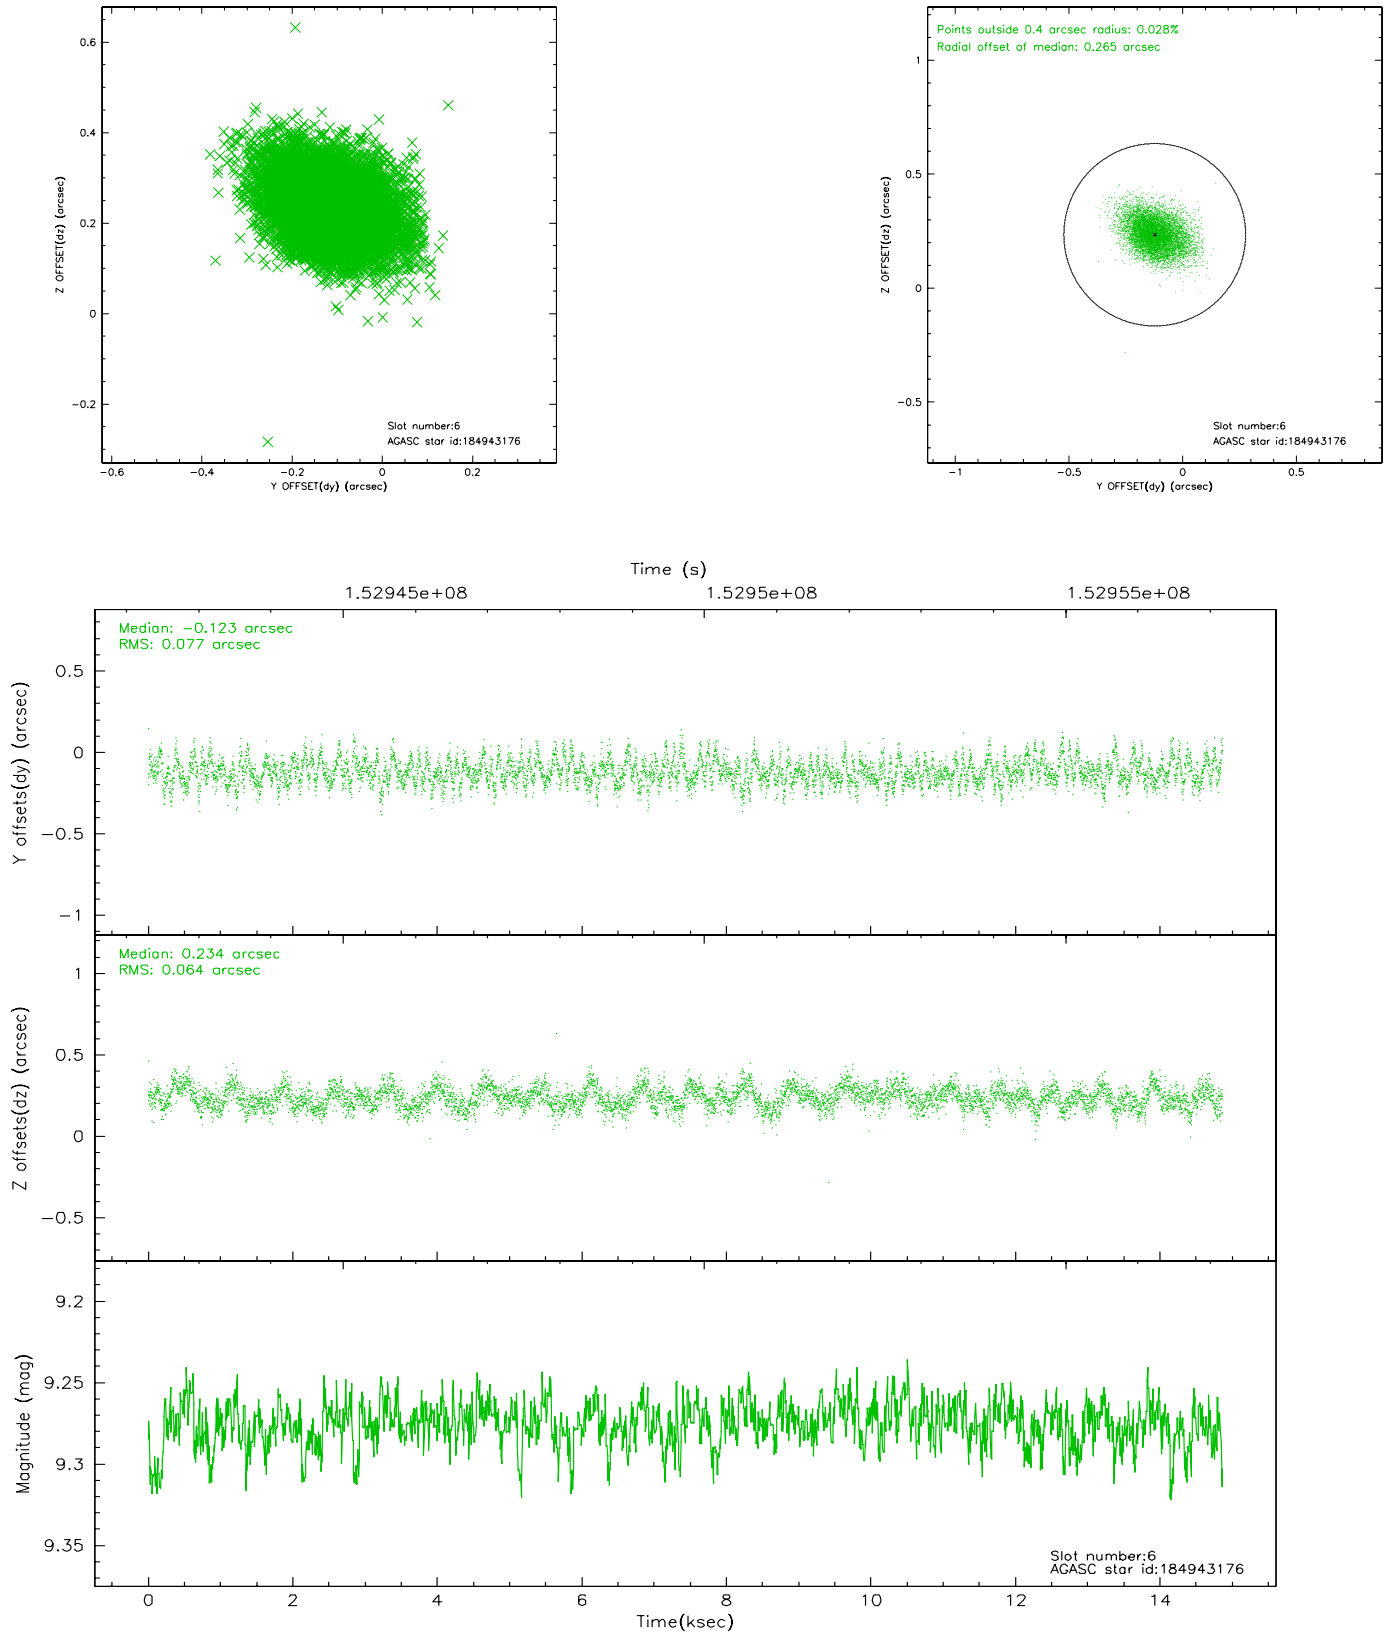 0.6
0.4
0.2
0
−0.2
Z OFFSET(dz) (arcsec)
Slot number:6
AGASC star id:184943176
−0.6 −0.4 −0.2 0 0.2
Y OFFSET(dy) (arcsec)
Points outside 0.4 arcsec radius: 0.028%
Radial offset of median: 0.265 arcsec
1
0.5
0
−0.5
Z OFFSET(dz) (arcsec)
Slot number:6
AGASC star id:184943176
−1 −0.5 0 0.5
Y OFFSET(dy) (arcsec)
Time (s)
1.52945e+08 1.5295e+08 1.52955e+08
Median: −0.123 arcsec
RMS: 0.077 arcsec
0.5
0
−0.5
−1
Y offsets(dy) (arcsec)
Median: 0.234 arcsec
RMS: 0.064 arcsec
1
0.5
0
−0.5
Z offsets(dz) (arcsec)
9.2
9.25
9.3
9.35
Magnitude (mag)
Slot number:6
AGASC star id:184943176
0 2 4 6 8 10 12 14
Time(ksec)